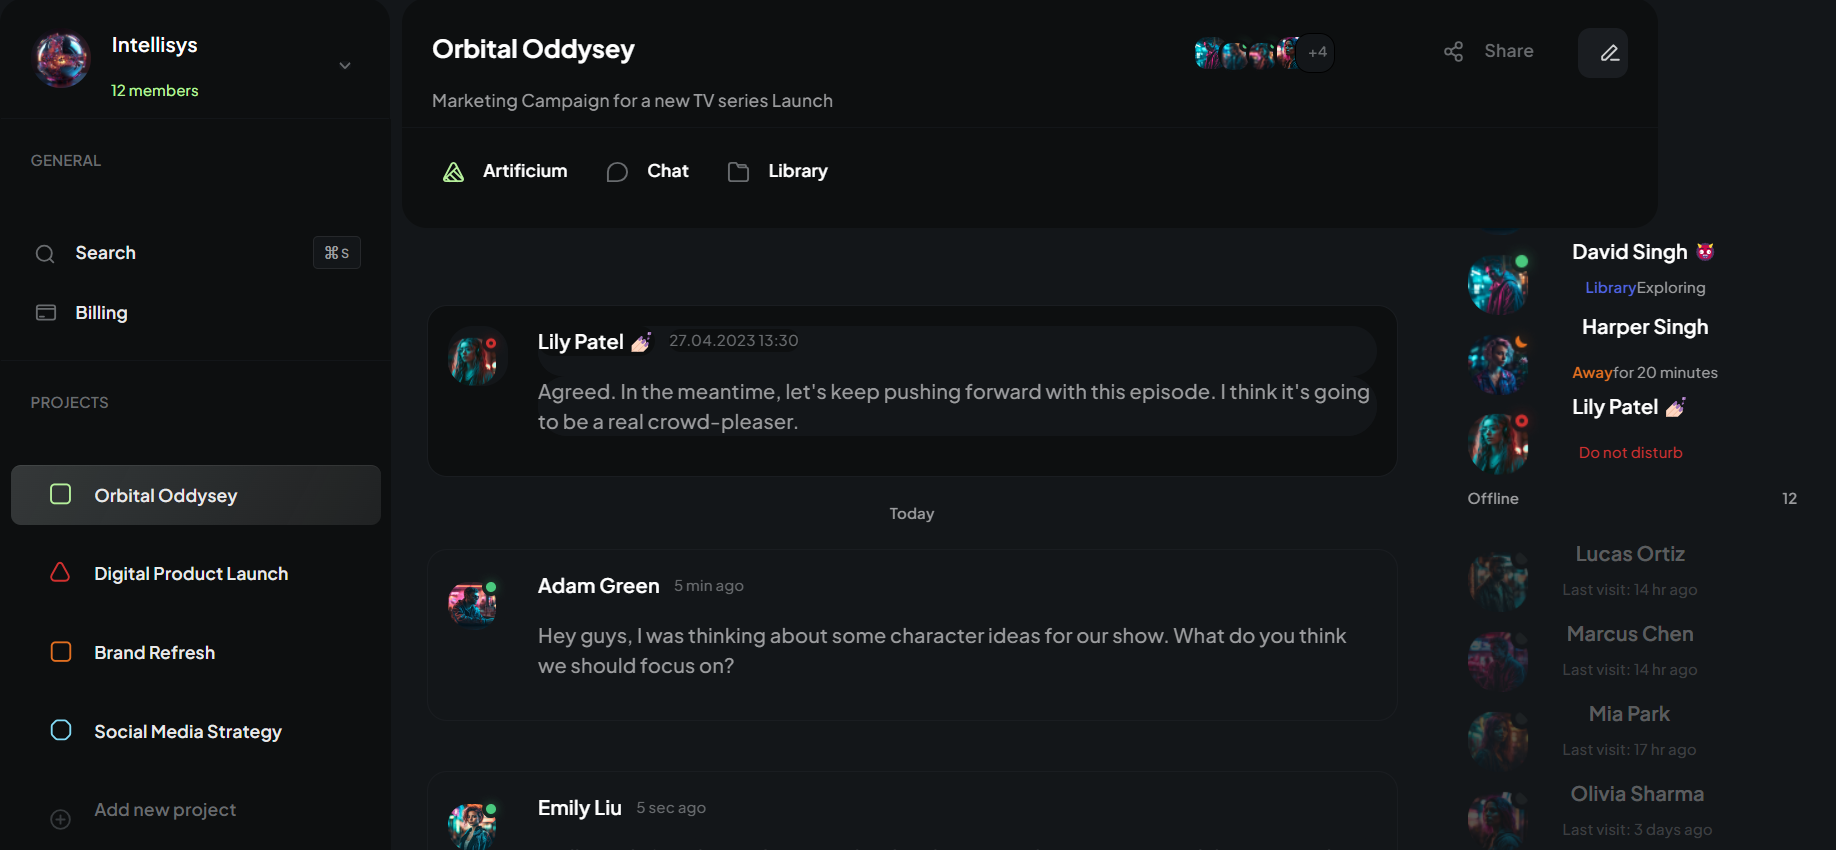 Intellisys
12 members
GENERAL
Search
⌘ S
Billing
PROJECTS
Orbital Oddysey
Digital Product Launch
Brand Refresh
Social Media Strategy
Add new project
Orbital Oddysey
+4
Share
Marketing Campaign for a new TV series Launch
Artificium
Chat
Library
Lily Patel 💅🏻 27.04.2023 13:30
Agreed. In the meantime, let's keep pushing forward with this episode. I think it's going
to be a real crowd-pleaser.
Today
Adam Green 5 min ago
Hey guys, I was thinking about some character ideas for our show. What do you think
we should focus on?
Emily Liu 5 sec ago
David Singh 👿
LibraryExploring
Harper Singh
Awayfor 20 minutes
Lily Patel 💅🏻
Do not disturb
Offline 12
Lucas Ortiz
Last visit: 14 hr ago
Marcus Chen
Last visit: 14 hr ago
Mia Park
Last visit: 17 hr ago
Olivia Sharma
Last visit: 3 days ago